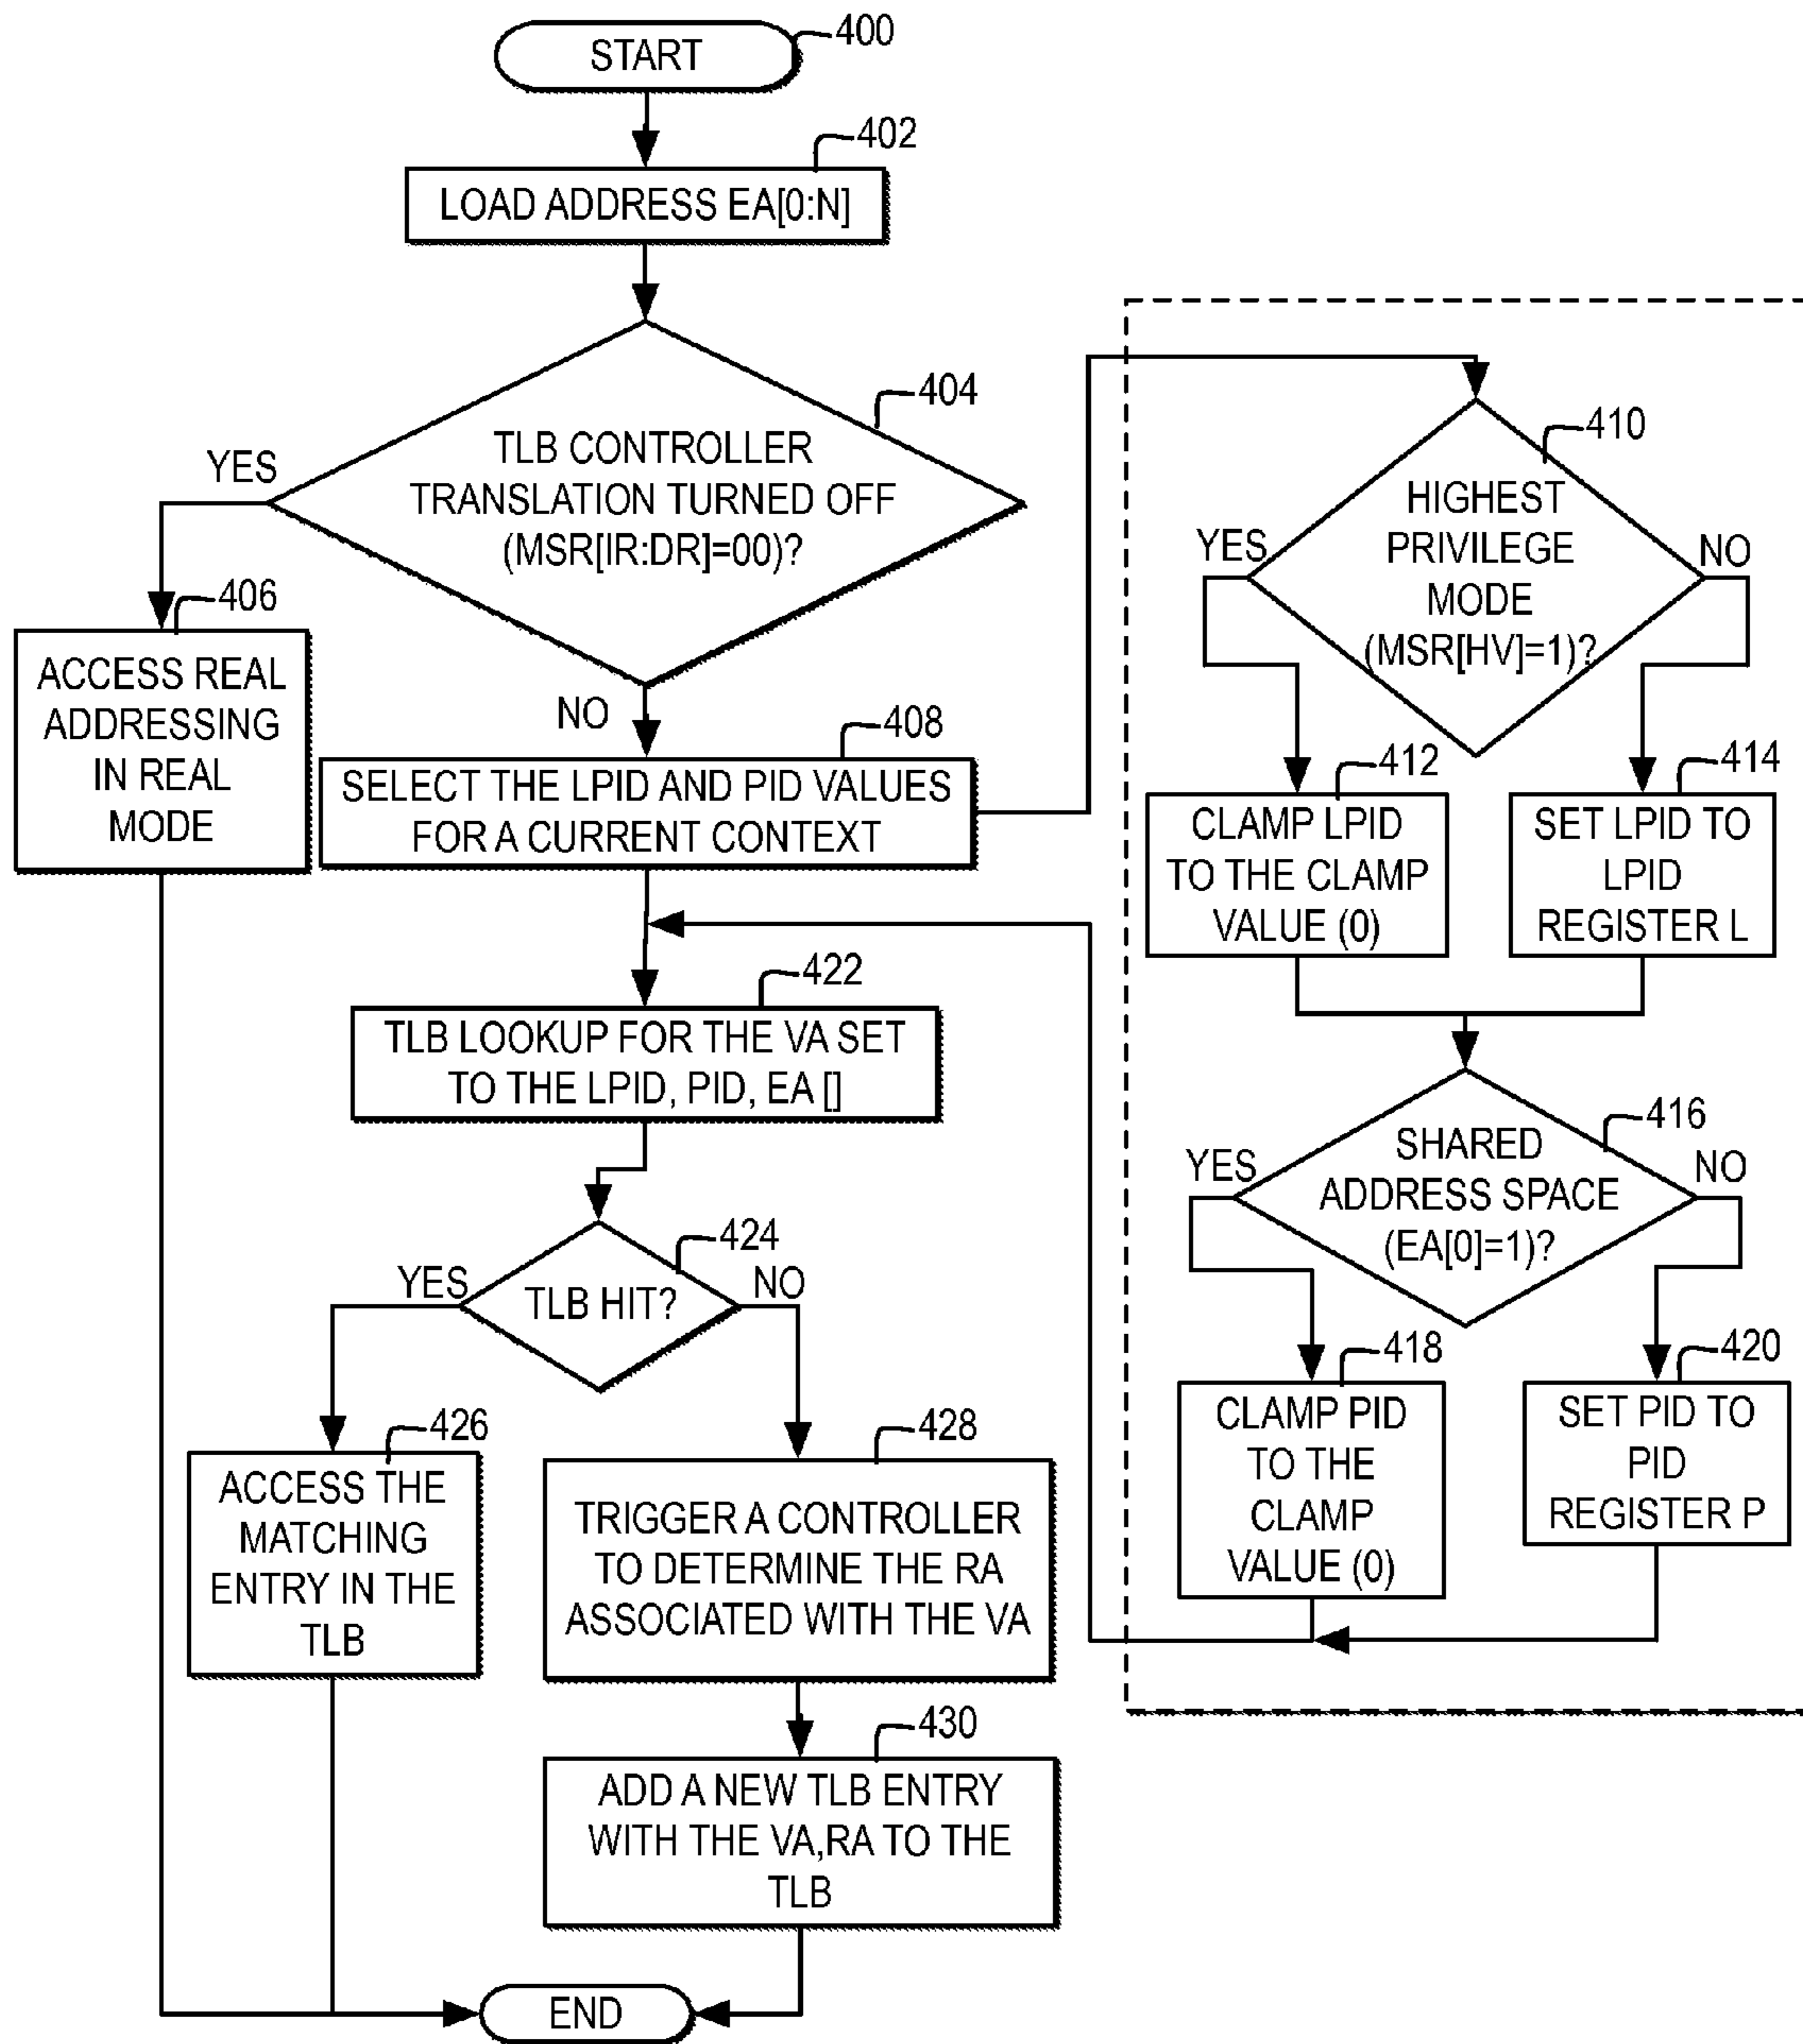 START
400
402
LOAD ADDRESS EA[0:N]
404
TLB CONTROLLER
TRANSLATION TURNED OFF
(MSR[IR:DR]=00)?
YES
NO
406
ACCESS REAL
ADDRESSING
IN REAL
MODE
408
SELECT THE LPID AND PID VALUES
FOR A CURRENT CONTEXT
410
HIGHEST
PRIVILEGE
MODE
(MSR[HV]=1)?
YES
NO
412
CLAMP LPID
TO THE CLAMP
VALUE (0)
414
SET LPID TO
LPID
REGISTER L
416
SHARED
ADDRESS SPACE
(EA[0]=1)?
YES
NO
418
CLAMP PID
TO THE
CLAMP
VALUE (0)
420
SET PID TO
PID
REGISTER P
422
TLB LOOKUP FOR THE VA SET
TO THE LPID, PID, EA []
424
TLB HIT?
YES
NO
426
ACCESS THE
MATCHING
ENTRY IN THE
TLB
428
TRIGGER A CONTROLLER
TO DETERMINE THE RA
ASSOCIATED WITH THE VA
430
ADD A NEW TLB ENTRY
WITH THE VA,RA TO THE
TLB
END